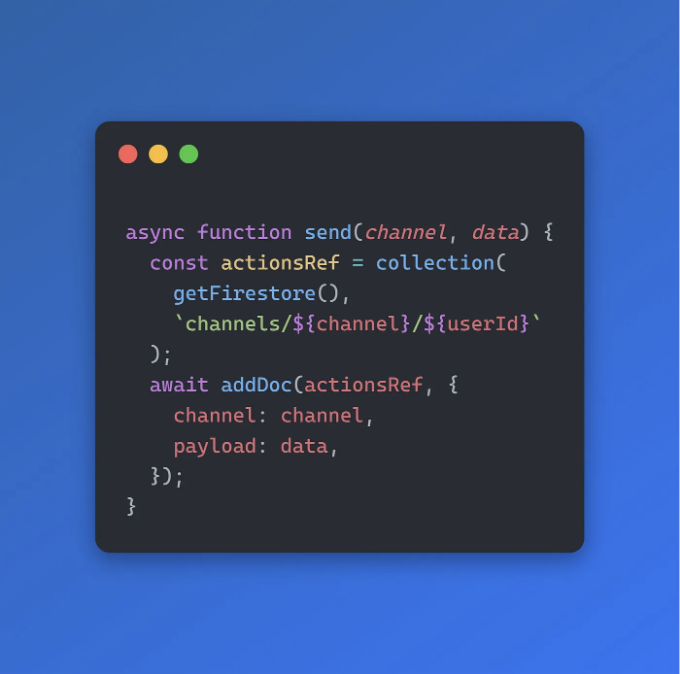 async function send(channel, data) {
  const actionsRef = collection(
    getFirestore(),
    `channels/${channel}/${userId}`
  );
  await addDoc(actionsRef, {
    channel: channel,
    payload: data,
  });
}